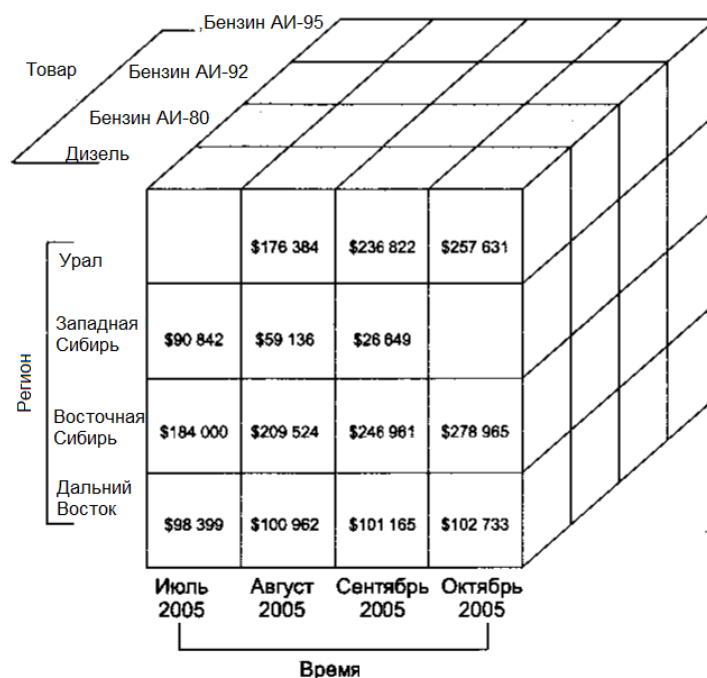 ,Бензин АИ-95
Товар
Бензин АИ-92
Бензин АИ-80
Дизель
Регион
Урал
$176 384 $236 822 $257 631
Западная
Сибирь
$90 842 $59 136 $26 649
Восточная
Сибирь
$184 000 $209 524 $246 961 $278 965
Дальний
Восток
$98 399 $100 962 $101 165 $102 733
Июль Август Сентябрь Октябрь
2005 2005 2005 2005
Время